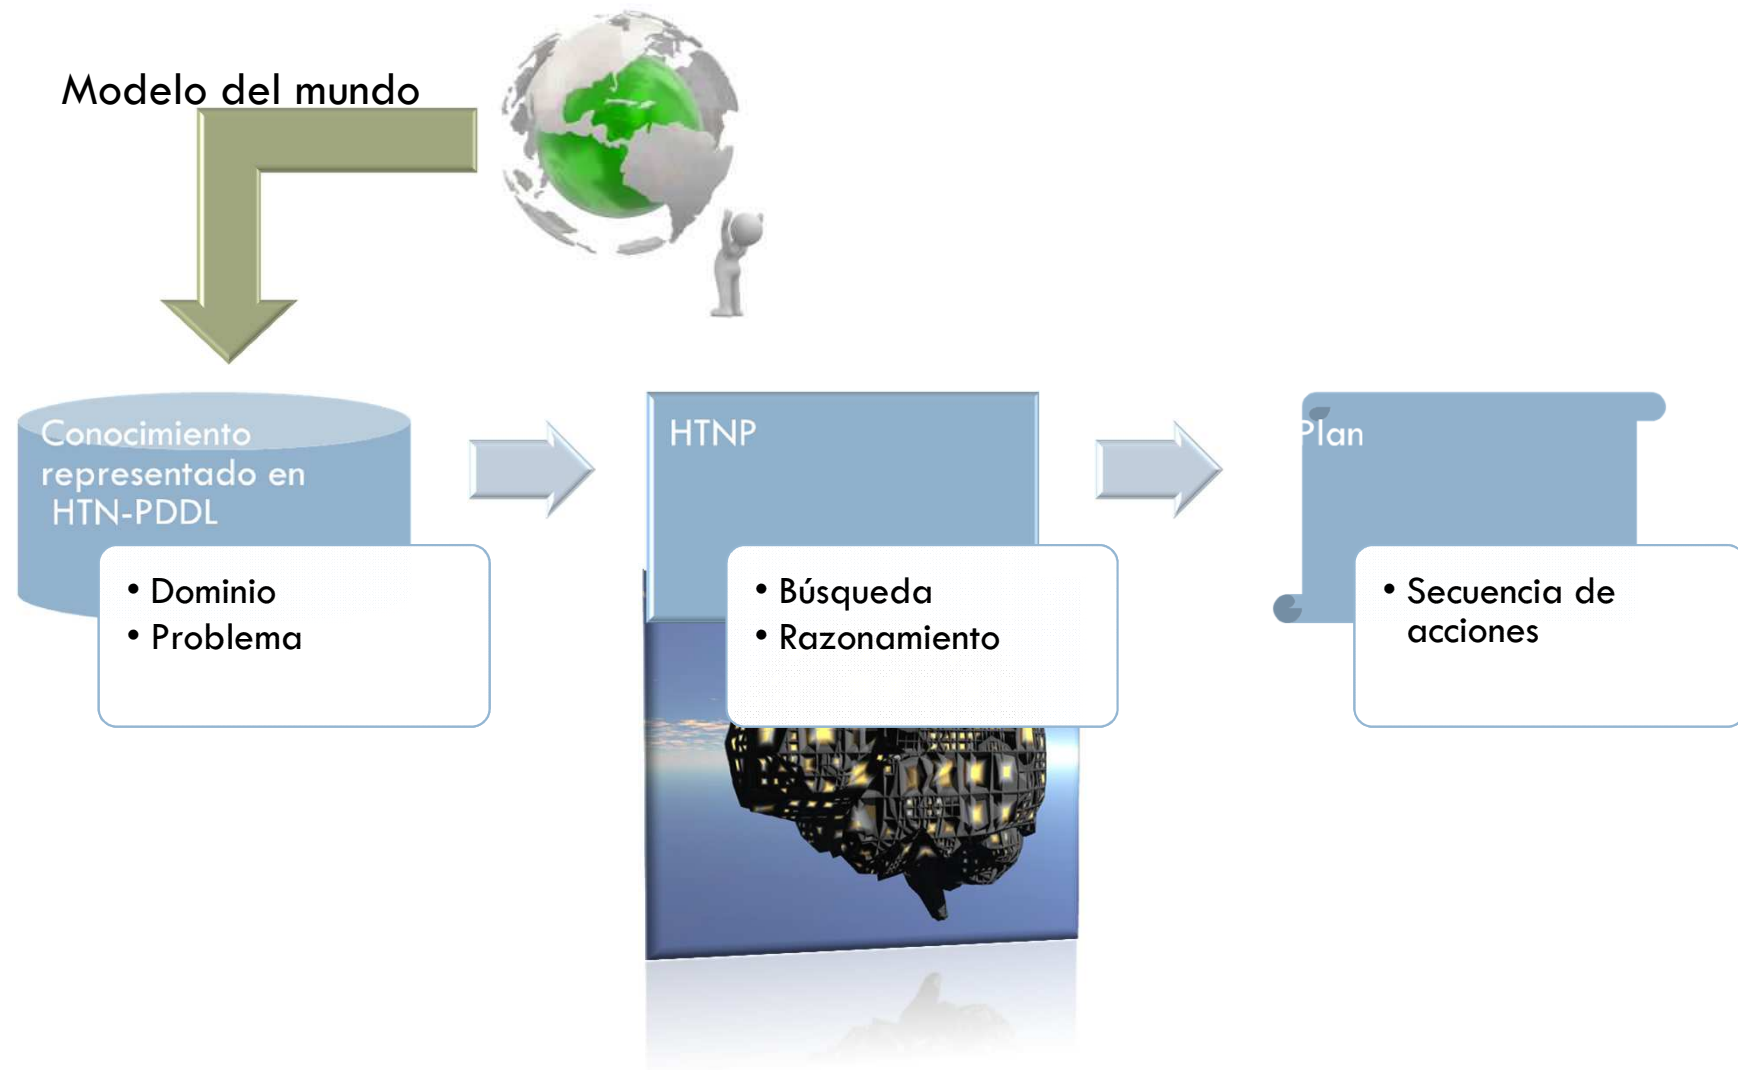 Modelo del mundo
Conocimiento
representado en
HTN-PDDL
• Dominio
• Problema
HTNP
• Búsqueda
• Razonamiento
Plan
• Secuencia de
acciones